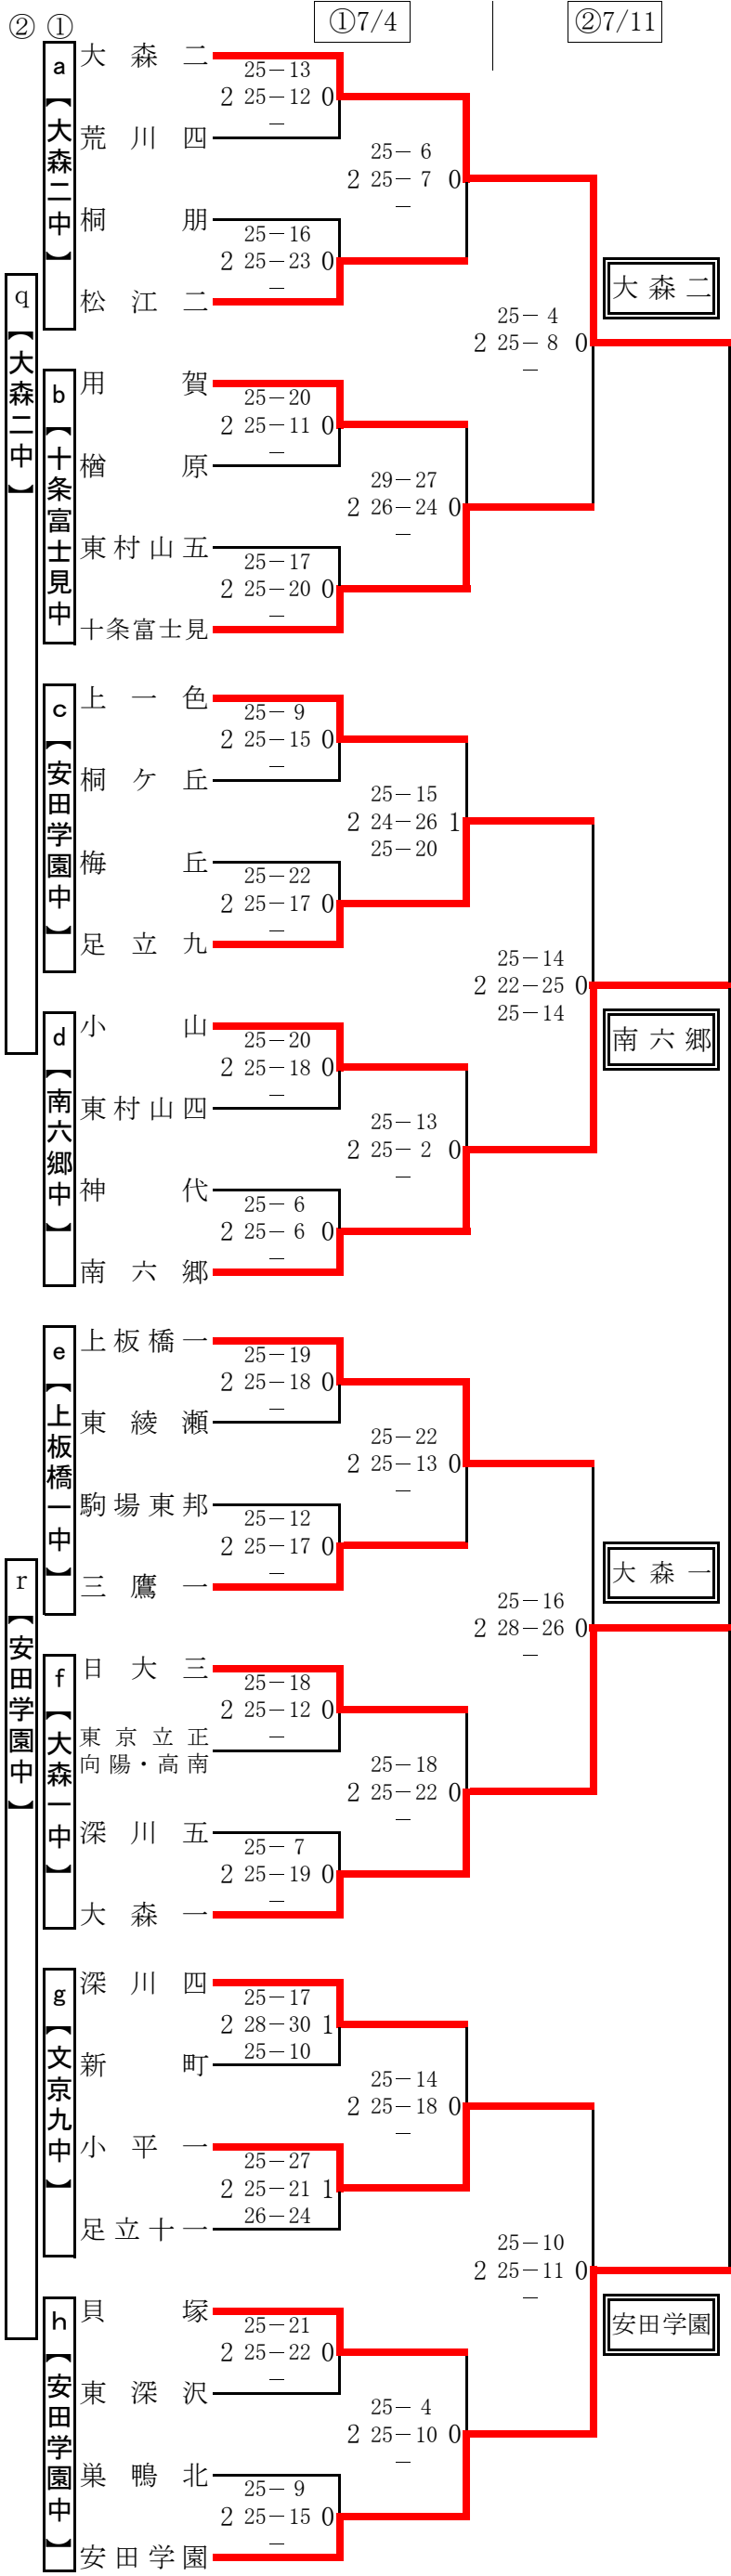 ② ①
①7/4
②7/11
q【大森二中】
a【大森二中】
大森二
25－13
2 25－12 0
－
荒川四
25－6
2 25－7 0
－
桐朋
25－16
2 25－23 0
－
松江二
大森二
25－4
2 25－8 0
－
b【十条富士見中】
用賀
25－20
2 25－11 0
－
楢原
29－27
2 26－24 0
－
東村山五
25－17
2 25－20 0
－
十条富士見
c【安田学園中】
上一色
25－9
2 25－15 0
－
桐ケ丘
25－15
2 24－26 1
25－20
梅丘
25－22
2 25－17 0
－
足立九
25－14
2 22－25 0
25－14
南六郷
d【南六郷中】
小山
25－20
2 25－18 0
－
東村山四
25－13
2 25－2 0
－
神代
25－6
2 25－6 0
－
南六郷
r【安田学園中】
e【上板橋一中】
上板橋一
25－19
2 25－18 0
－
東綾瀬
25－22
2 25－13 0
－
駒場東邦
25－12
2 25－17 0
－
三鷹一
大森一
25－16
2 28－26 0
－
f【大森一中】
日大三
25－18
2 25－12 0
－
東京立正
向陽・高南
25－18
2 25－22 0
－
深川五
25－7
2 25－19 0
－
大森一
g【文京九中】
深川四
25－17
2 28－30 1
25－10
新町
25－14
2 25－18 0
－
小平一
25－27
2 25－21 1
26－24
足立十一
25－10
2 25－11 0
－
安田学園
h【安田学園中】
貝塚
25－21
2 25－22 0
－
東深沢
25－4
2 25－10 0
－
巣鴨北
25－9
2 25－15 0
－
安田学園